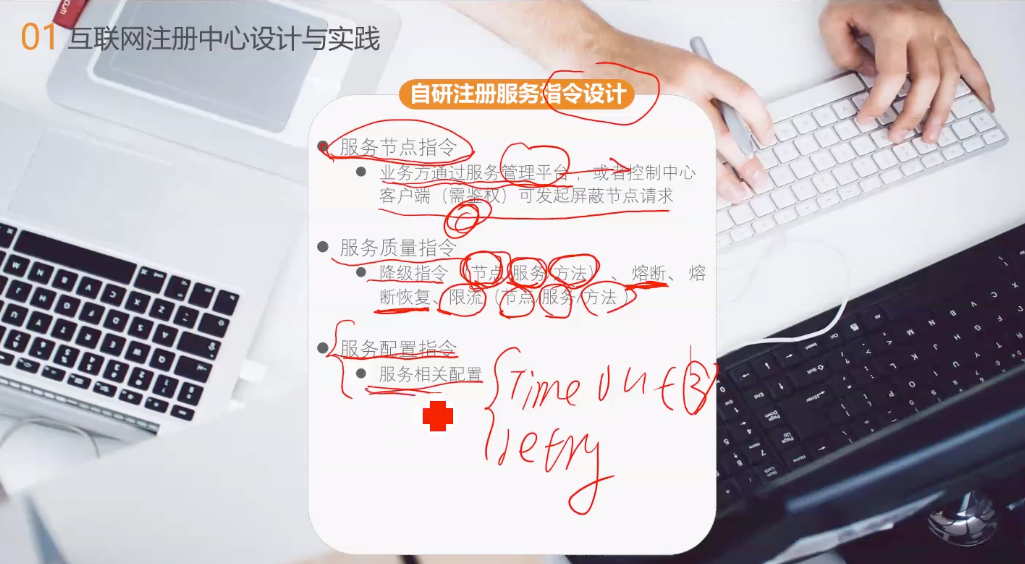 01 互联网注册中心设计与实践
自研注册服务指令设计
服务节点指令
业务方通过服务管理平台，或者控制中心
客户端（需鉴权）可发起屏蔽节点请求
服务质量指令
降级指令（节点/服务/方法）、熔断、熔
断恢复、限流（节点/服务/方法）
服务配置指令
服务相关配置
Time out
retry